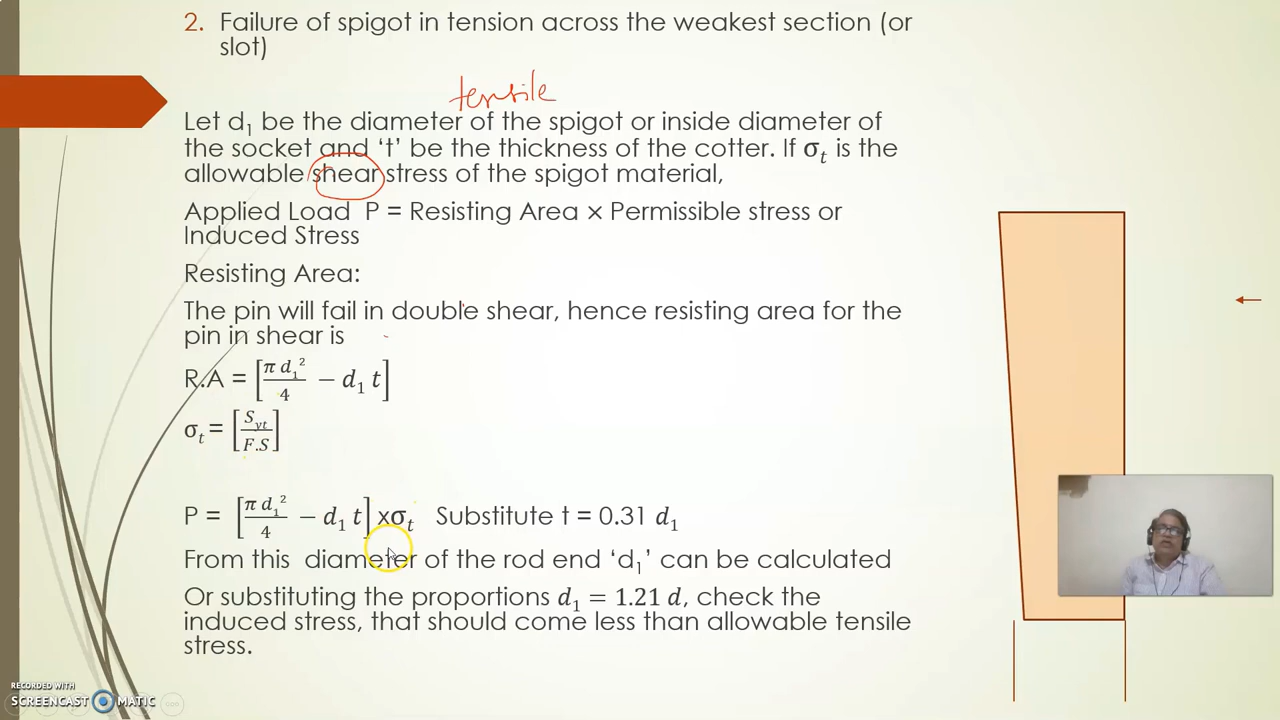 2. Failure of spigot in tension across the weakest section (or
slot)
tensile
Let d₁ be the diameter of the spigot or inside diameter of
the socket and ‘t’ be the thickness of the cotter. If σₜ is the
allowable shear stress of the spigot material,
Applied Load P = Resisting Area × Permissible stress or
Induced Stress
Resisting Area:
The pin will fail in double shear, hence resisting area for the
pin in shear is
R.A = [π d₁²/4 − d₁ t]
σₜ = [Sᵧₜ/F.S]
P = [π d₁²/4 − d₁ t] xσₜ Substitute t = 0.31 d₁
From this diameter of the rod end ‘d₁’ can be calculated
Or substituting the proportions d₁ = 1.21 d, check the
induced stress, that should come less than allowable tensile
stress.
RECORDED WITH
SCREENCAST MATIC